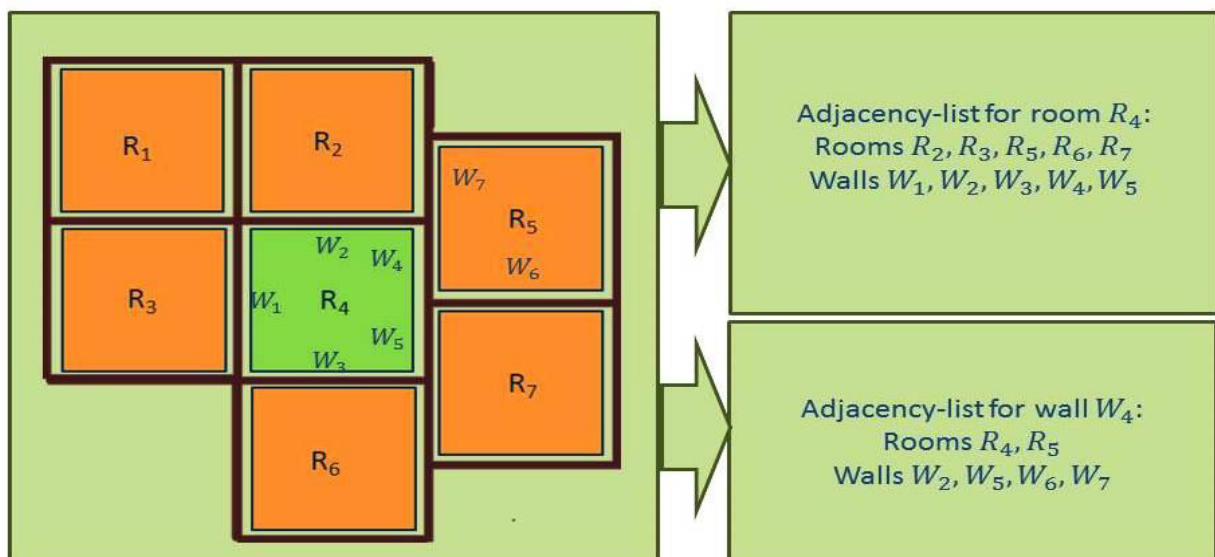 R₁
R₂
W₇
R₅
W₆
R₃
W₂
W₄
W₁
R₄
W₅
W₃
R₇
R₆
Adjacency-list for room R₄:
Rooms R₂, R₃, R₅, R₆, R₇
Walls W₁, W₂, W₃, W₄, W₅
Adjacency-list for wall W₄:
Rooms R₄, R₅
Walls W₂, W₅, W₆, W₇